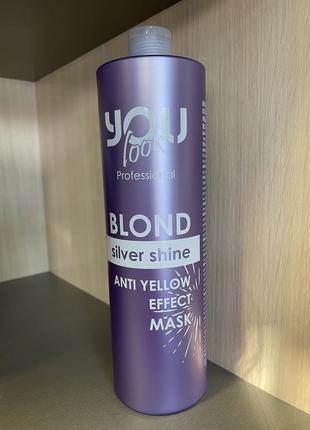 YOU
look
Professional
BLOND
silver shine
ANTI YELLOW
EFFECT
MASK